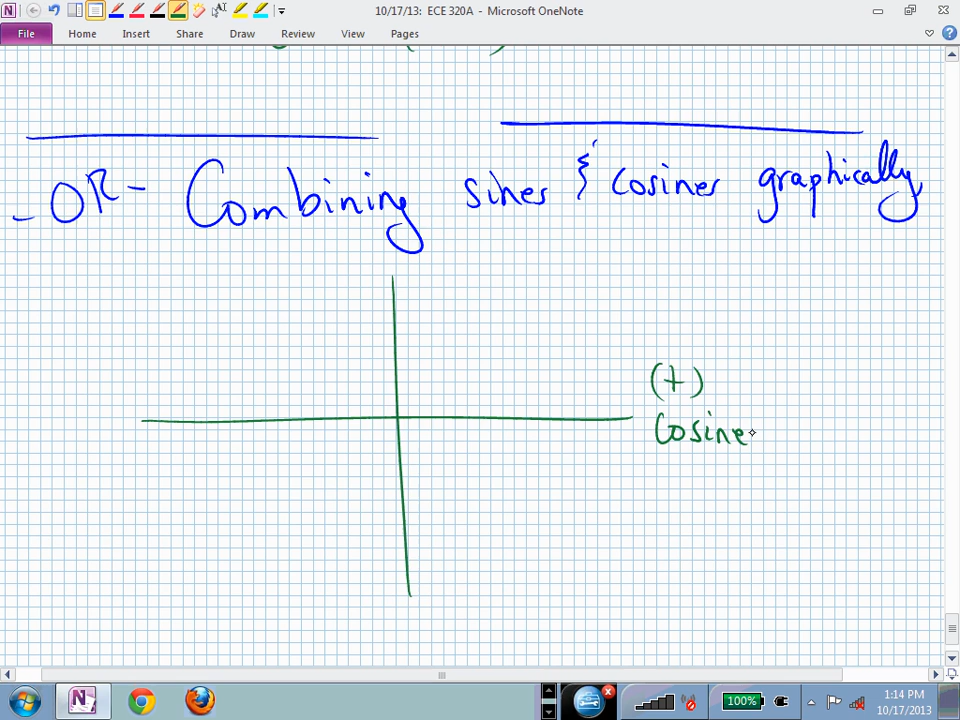 10/17/13: ECE 320A - Microsoft OneNote
File Home Insert Share Draw Review View Pages
- OR - Combining sines & cosines graphically
(+)
Cosine
100%
1:14 PM
10/17/2013